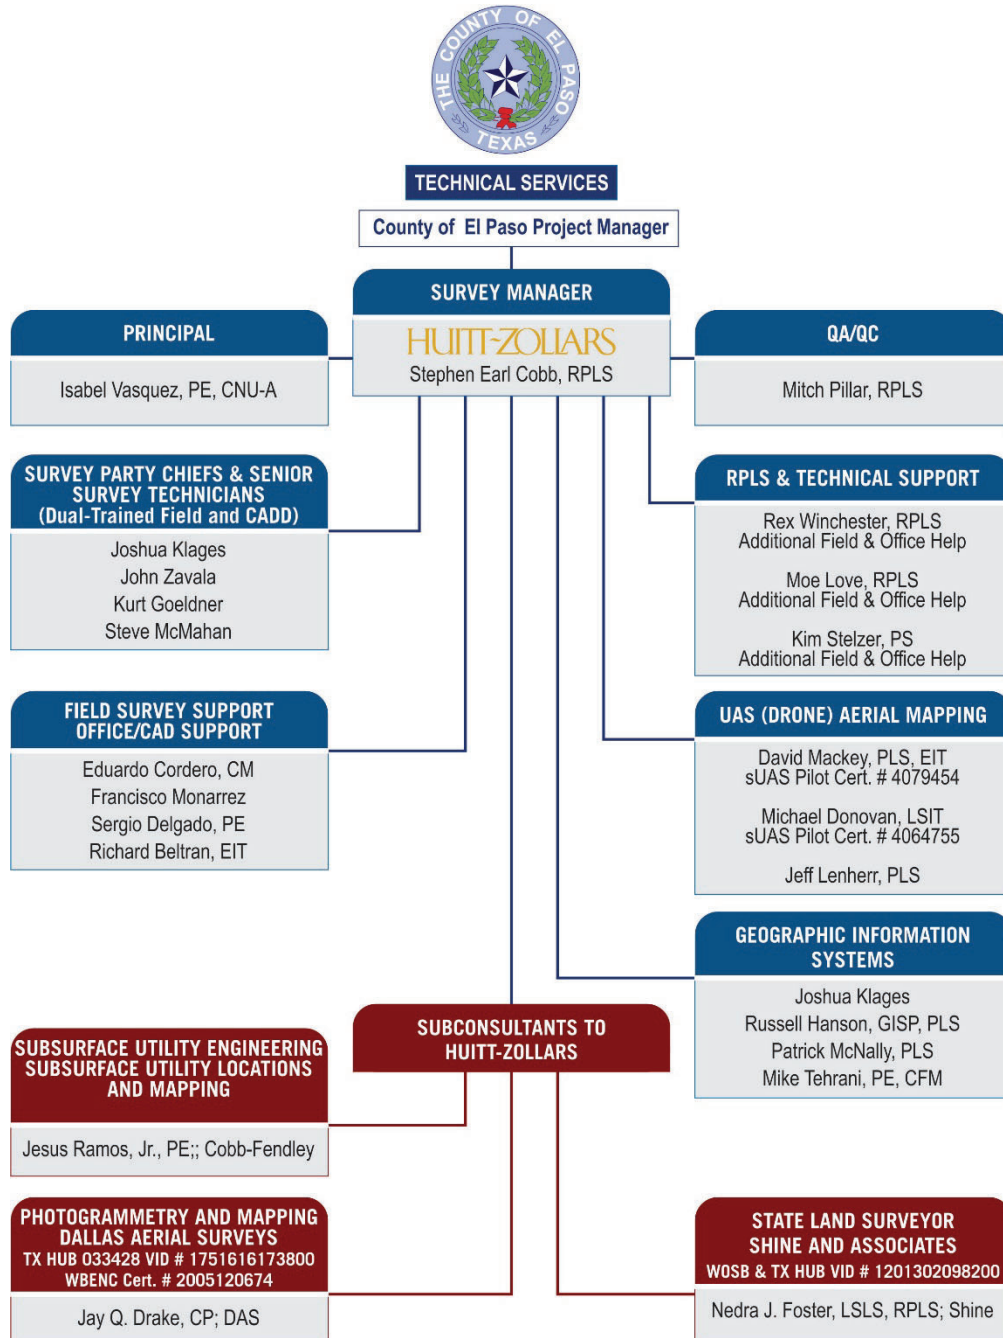 THE COUNTY OF EL PASO
TEXAS
TECHNICAL SERVICES
County of El Paso Project Manager
SURVEY MANAGER
HUITT-ZOLLARS
Stephen Earl Cobb, RPLS
PRINCIPAL
Isabel Vasquez, PE, CNU-A
QA/QC
Mitch Pillar, RPLS
SURVEY PARTY CHIEFS & SENIOR
SURVEY TECHNICIANS
(Dual-Trained Field and CADD)
Joshua Klages
John Zavala
Kurt Goeldner
Steve McMahan
RPLS & TECHNICAL SUPPORT
Rex Winchester, RPLS
Additional Field & Office Help
Moe Love, RPLS
Additional Field & Office Help
Kim Stelzer, PS
Additional Field & Office Help
FIELD SURVEY SUPPORT
OFFICE/CAD SUPPORT
Eduardo Cordero, CM
Francisco Monarrez
Sergio Delgado, PE
Richard Beltran, EIT
UAS (DRONE) AERIAL MAPPING
David Mackey, PLS, EIT
sUAS Pilot Cert. # 4079454
Michael Donovan, LSIT
sUAS Pilot Cert. # 4064755
Jeff Lenherr, PLS
GEOGRAPHIC INFORMATION
SYSTEMS
Joshua Klages
Russell Hanson, GISP, PLS
Patrick McNally, PLS
Mike Tehrani, PE, CFM
SUBCONSULTANTS TO
HUITT-ZOLLARS
SUBSURFACE UTILITY ENGINEERING
SUBSURFACE UTILITY LOCATIONS
AND MAPPING
Jesus Ramos, Jr., PE;; Cobb-Fendley
PHOTOGRAMMETRY AND MAPPING
DALLAS AERIAL SURVEYS
TX HUB 033428 VID # 1751616173800
WBENC Cert. # 2005120674
Jay Q. Drake, CP; DAS
STATE LAND SURVEYOR
SHINE AND ASSOCIATES
WOSB & TX HUB VID # 1201302098200
Nedra J. Foster, LSLS, RPLS; Shine